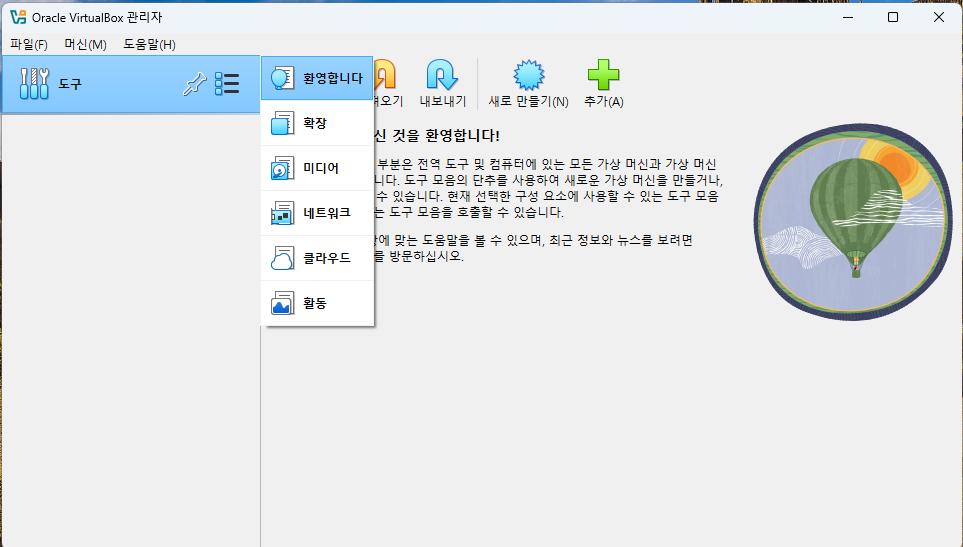 Oracle VirtualBox 관리자
파일(F) 머신(M) 도움말(H)
도구
환영합니다
확장
미디어
네트워크
클라우드
활동
오기 내보내기 새로 만들기(N) 추가(A)
신 것을 환영합니다!
부분은 전역 도구 및 컴퓨터에 있는 모든 가상 머신과 가상 머신
니다. 도구 모음의 단추를 사용하여 새로운 가상 머신을 만들거나,
수 있습니다. 현재 선택한 구성 요소에 사용할 수 있는 도구 모음
는 도구 모음을 호출할 수 있습니다.
에 맞는 도움말을 볼 수 있으며, 최근 정보와 뉴스를 보려면
를 방문하십시오.